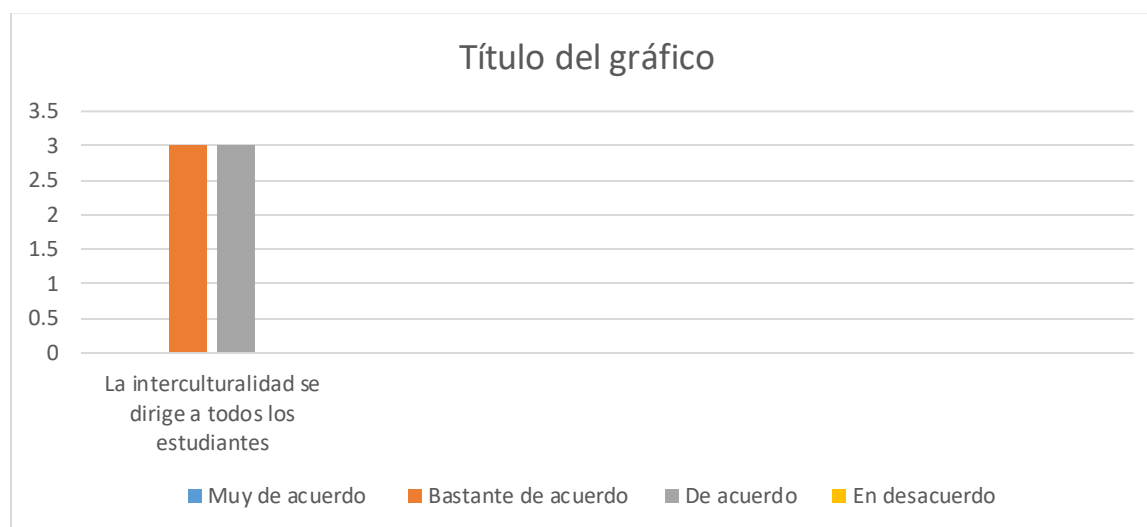 Título del gráfico
3.5
3
2.5
2
1.5
1
0.5
0
La interculturalidad se
dirige a todos los
estudiantes
Muy de acuerdo
Bastante de acuerdo
De acuerdo
En desacuerdo